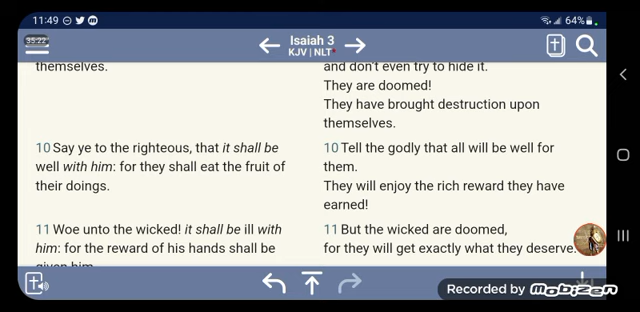 11:49
64%
35:22
Isaiah 3
KJV | NLT*
themselves.
10 Say ye to the righteous, that it shall be
well with him: for they shall eat the fruit of
their doings.
11 Woe unto the wicked! it shall be ill with
him: for the reward of his hands shall be
given him.
and don't even try to hide it.
They are doomed!
They have brought destruction upon
themselves.
10 Tell the godly that all will be well for
them.
They will enjoy the rich reward they have
earned!
11 But the wicked are doomed,
for they will get exactly what they deserve.
Recorded by Mobizen